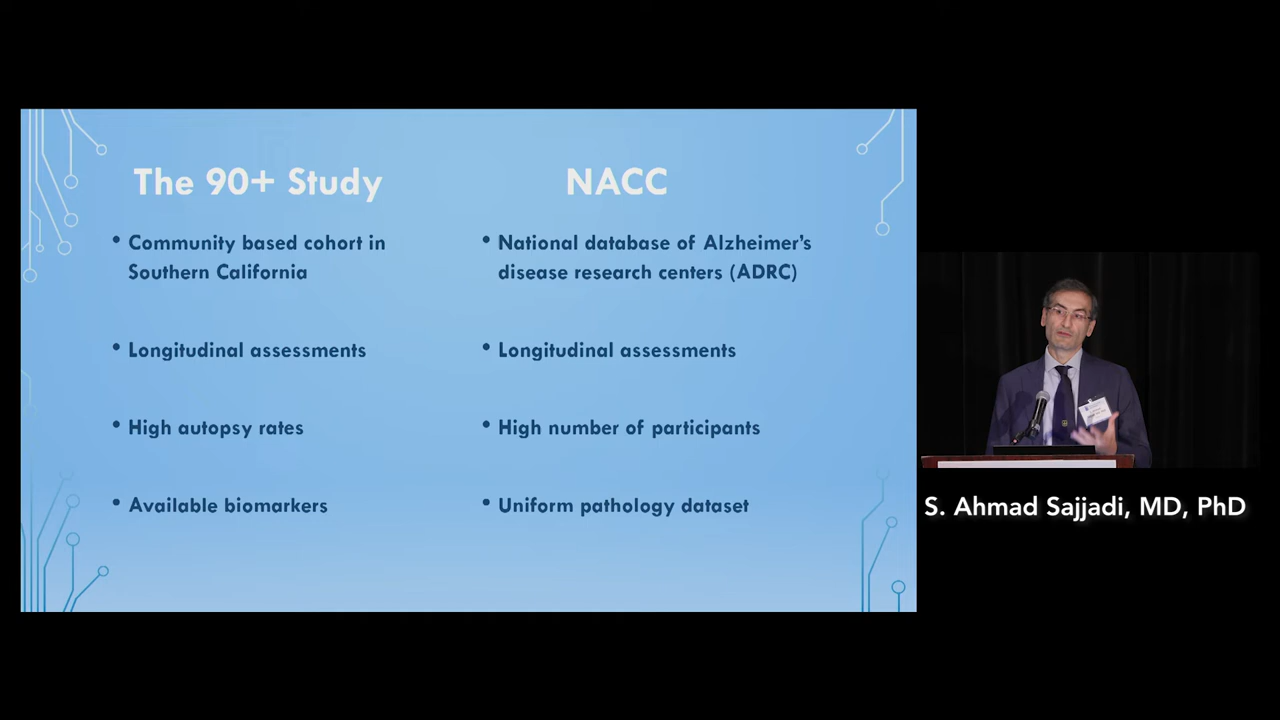 The 90+ Study
• Community based cohort in
Southern California
• Longitudinal assessments
• High autopsy rates
• Available biomarkers
NACC
• National database of Alzheimer's
disease research centers (ADRC)
• Longitudinal assessments
• High number of participants
• Uniform pathology dataset
S. Ahmad Sajjadi, MD, PhD